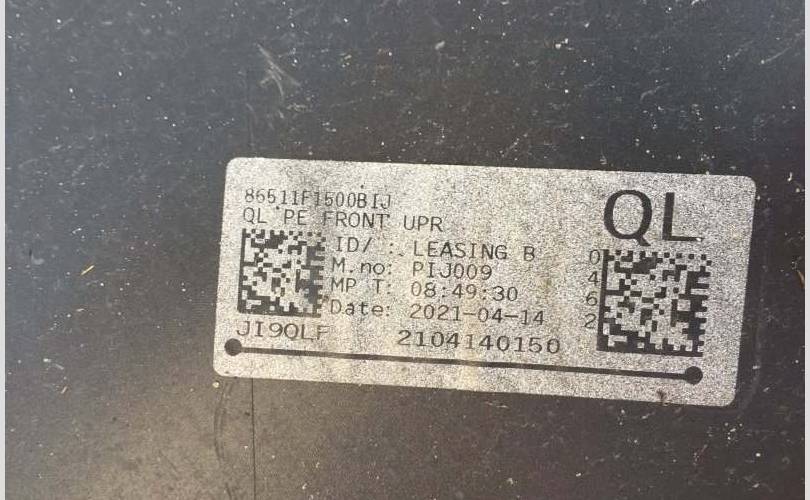 86511F1500BIJ
QL PE FRONT UPR
QL
ID/ : LEASING B
M.no: PIJ009
MP T: 08:49:30
Date: 2021-04-14
0
4
6
2
JI9OLF
2104140150